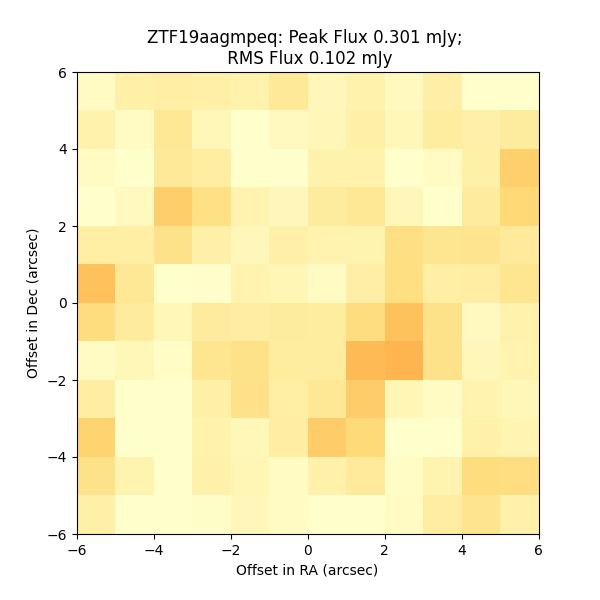 ZTF19aagmpeq: Peak Flux 0.301 mJy;
RMS Flux 0.102 mJy
6
4
2
0
−2
−4
−6
Offset in Dec (arcsec)
−6 −4 −2 0 2 4 6
Offset in RA (arcsec)